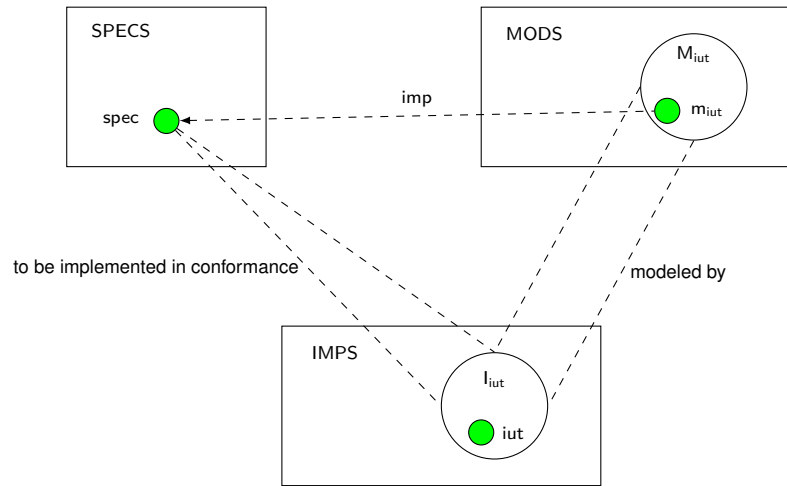 SPECS
MODS
M_iut
imp
spec
m_iut
to be implemented in conformance
modeled by
IMPS
I_iut
iut